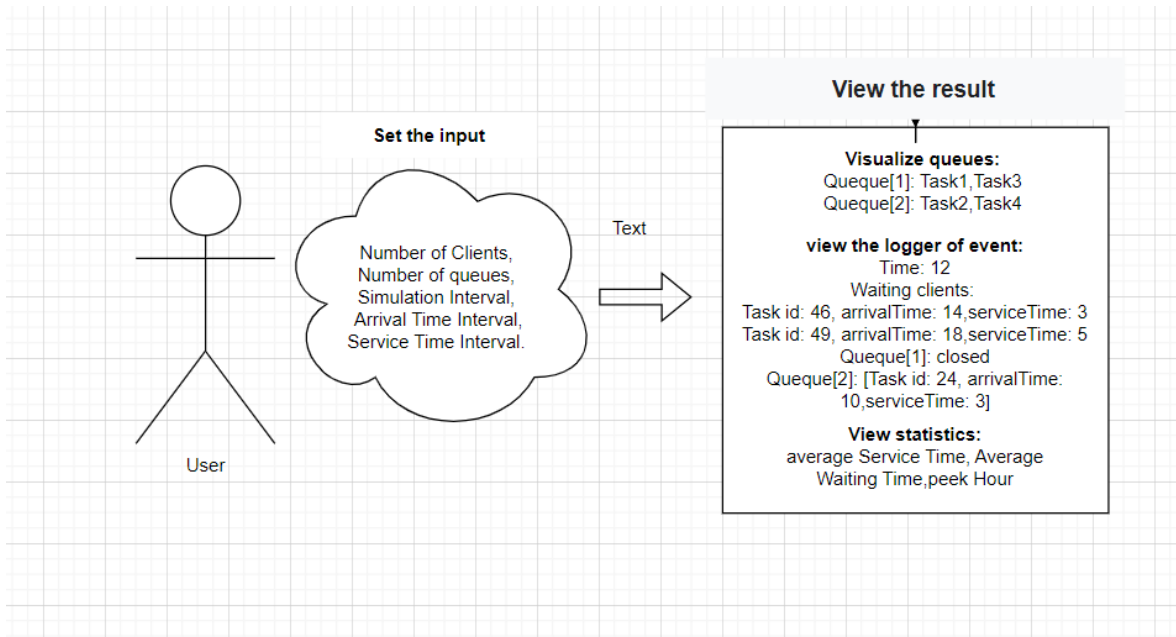 Set the input
Number of Clients,
Number of queues,
Simulation Interval,
Arrival Time Interval,
Service Time Interval.
User
Text
View the result
Visualize queues:
Queque[1]: Task1,Task3
Queque[2]: Task2,Task4
view the logger of event:
Time: 12
Waiting clients:
Task id: 46, arrivalTime: 14,serviceTime: 3
Task id: 49, arrivalTime: 18,serviceTime: 5
Queque[1]: closed
Queque[2]: [Task id: 24, arrivalTime:
10,serviceTime: 3]
View statistics:
average Service Time, Average
Waiting Time,peek Hour